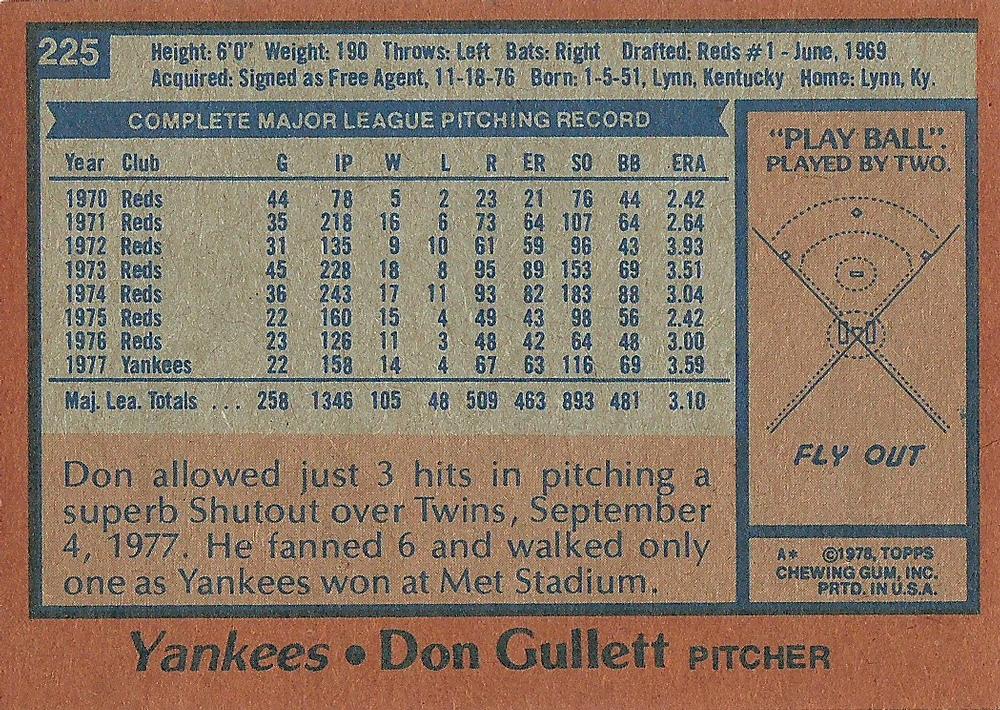 225
Height: 6'0" Weight: 190 Throws: Left Bats: Right Drafted: Reds #1 - June, 1969
Acquired: Signed as Free Agent, 11-18-76 Born: 1-5-51, Lynn, Kentucky Home: Lynn, Ky.
COMPLETE MAJOR LEAGUE PITCHING RECORD
Year Club G IP W L R ER SO BB ERA
1970 Reds 44 78 5 2 23 21 76 44 2.42
1971 Reds 35 218 16 6 73 64 107 64 2.64
1972 Reds 31 135 9 10 61 59 96 43 3.93
1973 Reds 45 228 18 8 95 89 153 69 3.51
1974 Reds 36 243 17 11 93 82 183 88 3.04
1975 Reds 22 160 15 4 49 43 98 56 2.42
1976 Reds 23 126 11 3 48 42 64 48 3.00
1977 Yankees 22 158 14 4 67 63 116 69 3.59
Maj. Lea. Totals ... 258 1346 105 48 509 463 893 481 3.10
Don allowed just 3 hits in pitching a
superb Shutout over Twins, September
4, 1977. He fanned 6 and walked only
one as Yankees won at Met Stadium.
"PLAY BALL".
PLAYED BY TWO.
FLY OUT
A* ©1978, TOPPS
CHEWING GUM, INC.
PRTD. IN U.S.A.
Yankees • Don Gullett PITCHER